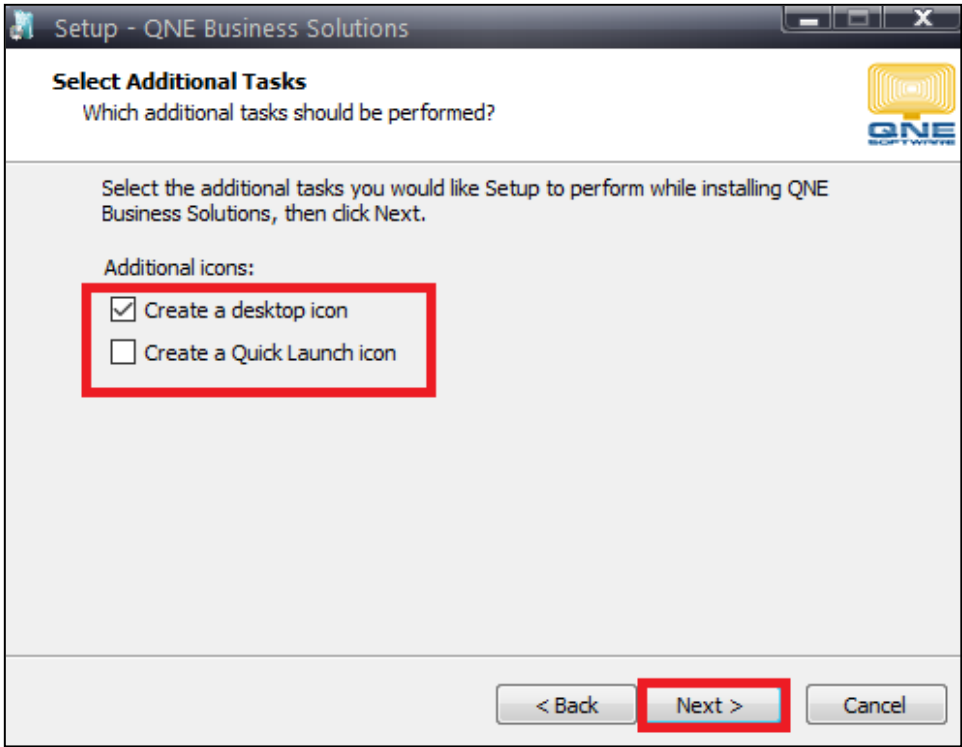 Setup - QNE Business Solutions
Select Additional Tasks
Which additional tasks should be performed?
QNE
SOFTWARE
Select the additional tasks you would like Setup to perform while installing QNE
Business Solutions, then click Next.
Additional icons:
Create a desktop icon
Create a Quick Launch icon
< Back Next > Cancel